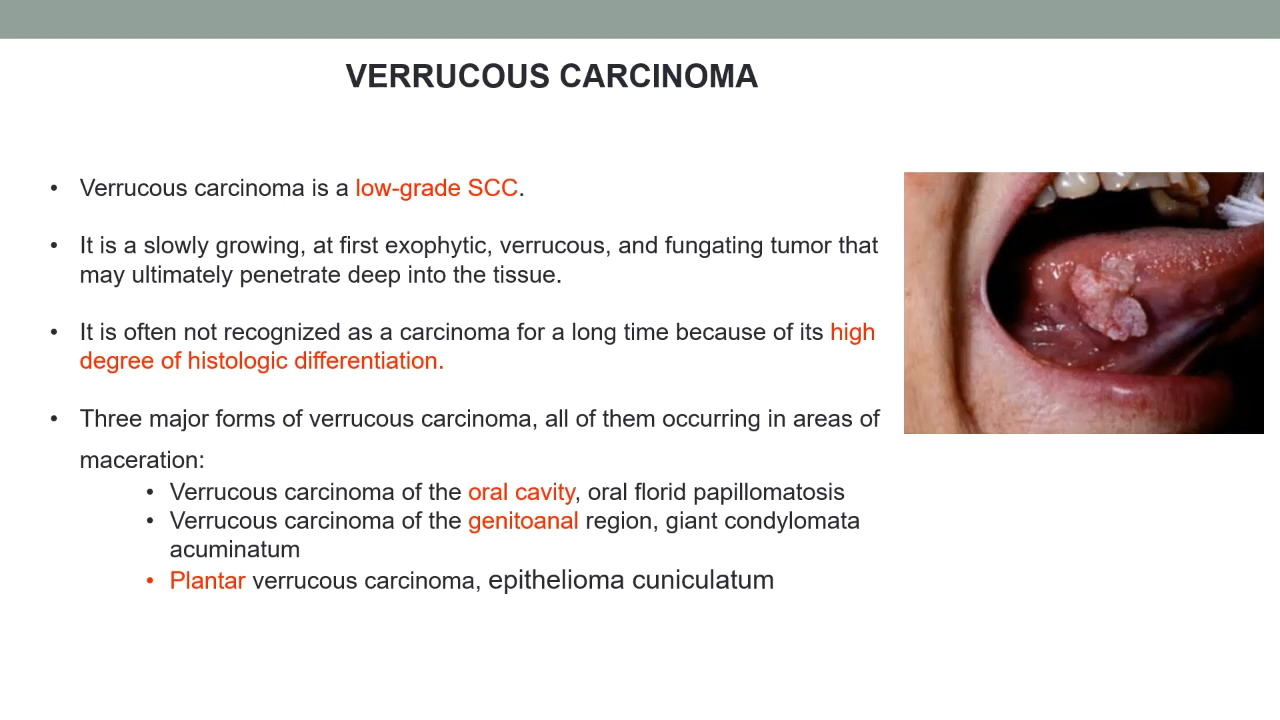 VERRUCOUS CARCINOMA
• Verrucous carcinoma is a low-grade SCC.
• It is a slowly growing, at first exophytic, verrucous, and fungating tumor that
may ultimately penetrate deep into the tissue.
• It is often not recognized as a carcinoma for a long time because of its high
degree of histologic differentiation.
• Three major forms of verrucous carcinoma, all of them occurring in areas of
maceration:
• Verrucous carcinoma of the oral cavity, oral florid papillomatosis
• Verrucous carcinoma of the genitoanal region, giant condylomata
acuminatum
• Plantar verrucous carcinoma, epithelioma cuniculatum